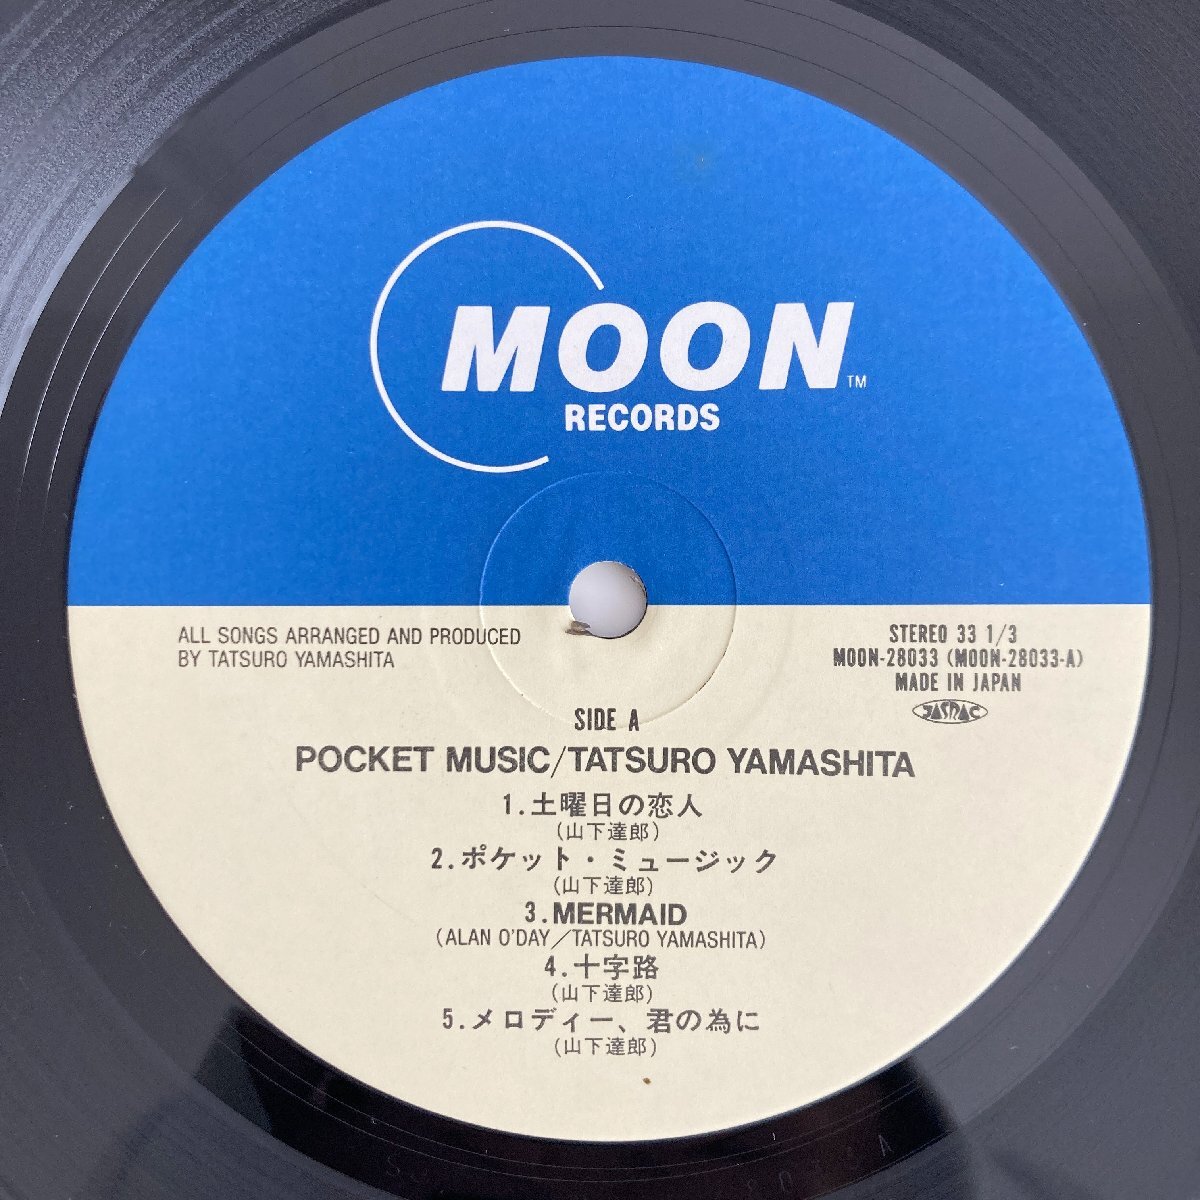 MOON
TM
RECORDS
ALL SONGS ARRANGED AND PRODUCED
BY TATSURO YAMASHITA
STEREO 33 1/3
MOON-28033 (MOON-28033-A)
MADE IN JAPAN
JASRAC
SIDE A
POCKET MUSIC/TATSURO YAMASHITA
1.土曜日の恋人
(山下達郎)
2.ポケット・ミュージック
(山下達郎)
3.MERMAID
(ALAN O'DAY/TATSURO YAMASHITA)
4.十字路
(山下達郎)
5.メロディー、君の為に
(山下達郎)